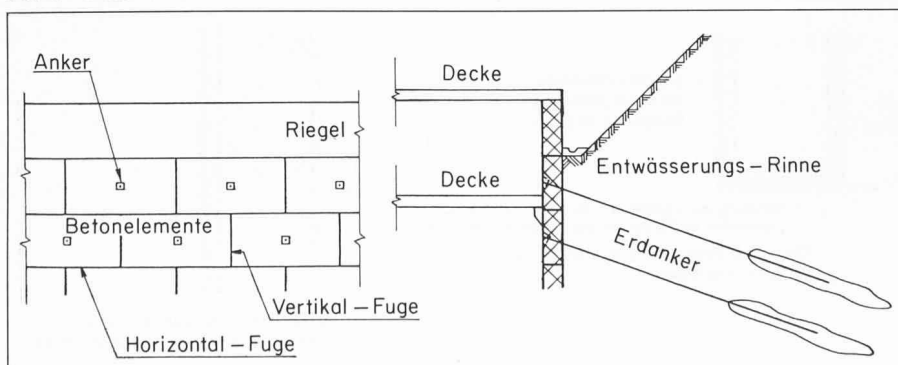 Anker
Riegel
Betonelemente
Vertikal – Fuge
Horizontal – Fuge
Decke
Decke
Entwässerungs – Rinne
Erdanker